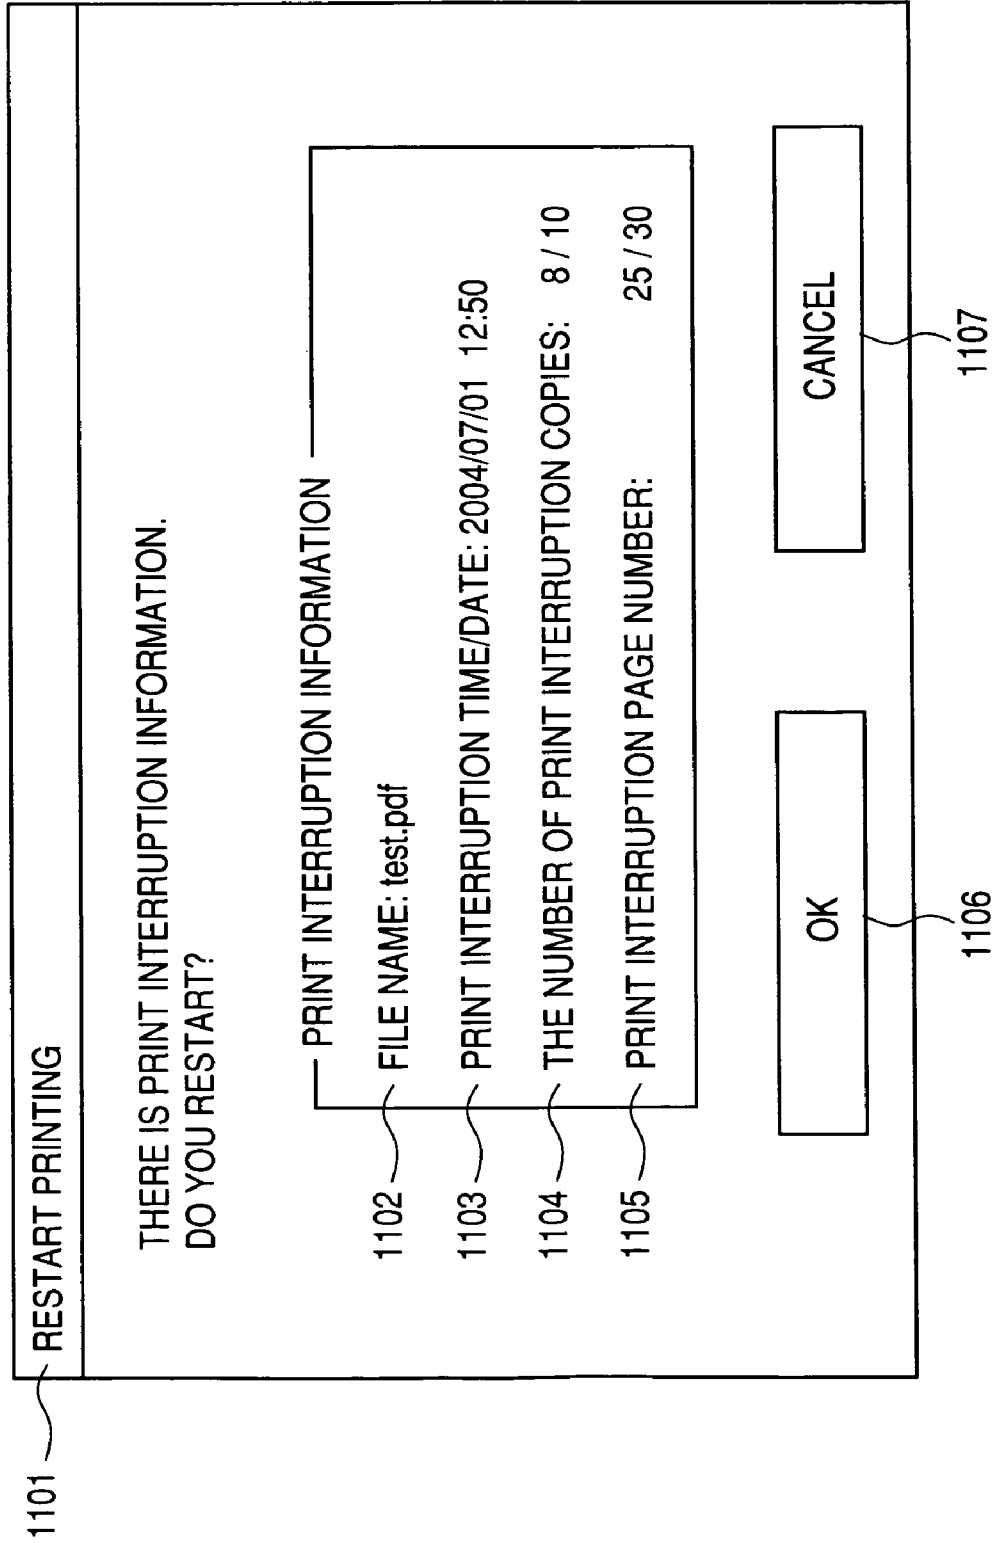 1101
RESTART PRINTING
THERE IS PRINT INTERRUPTION INFORMATION.
DO YOU RESTART?
PRINT INTERRUPTION INFORMATION
1102 FILE NAME: test.pdf
1103 PRINT INTERRUPTION TIME/DATE: 2004/07/01 12:50
1104 THE NUMBER OF PRINT INTERRUPTION COPIES: 8 / 10
1105 PRINT INTERRUPTION PAGE NUMBER: 25 / 30
OK CANCEL
1106 1107